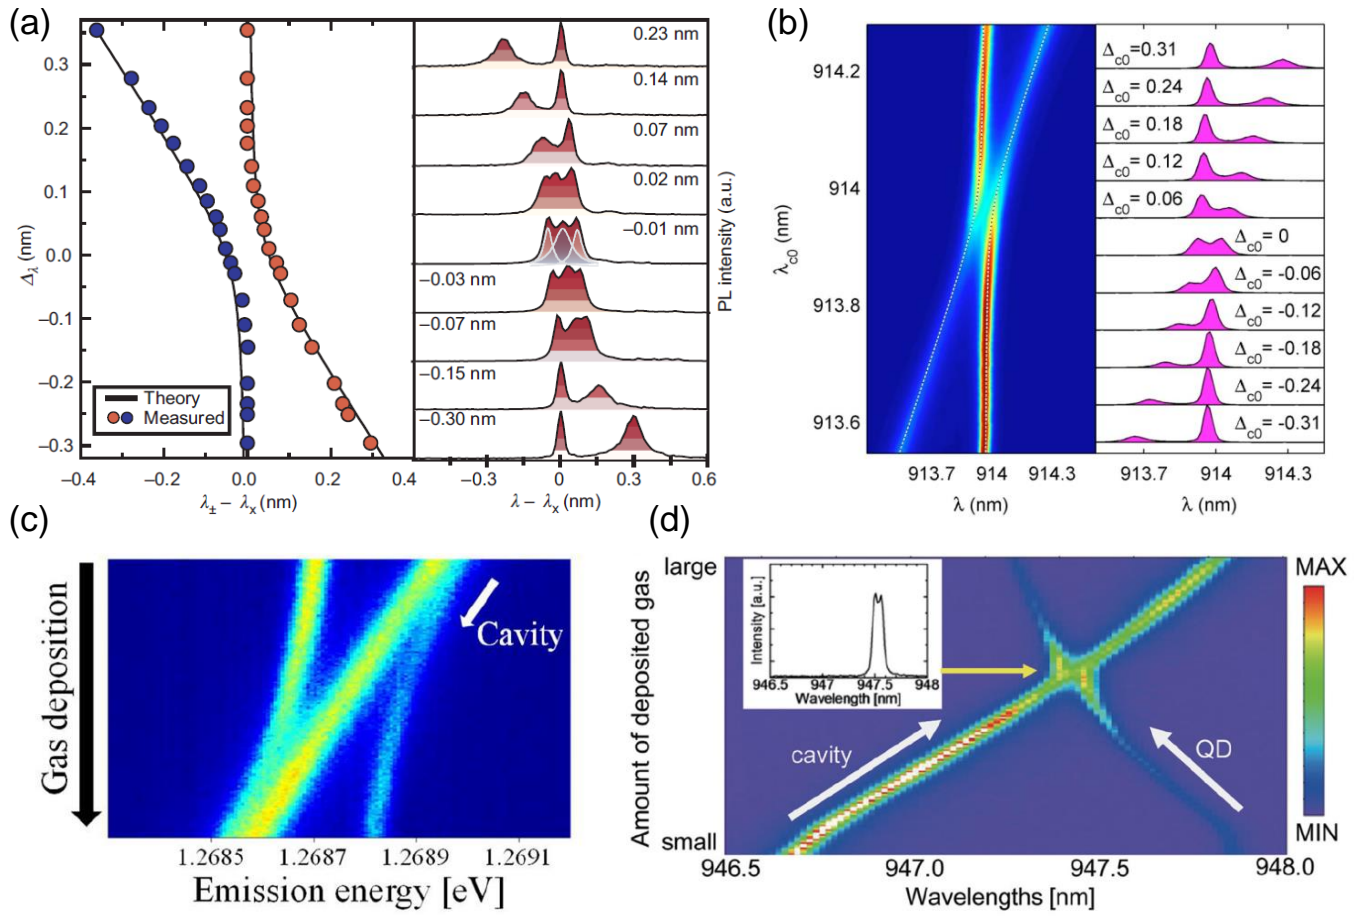 (a)
0.3
0.2
0.1
0.0
−0.1
−0.2
−0.3
Δλ (nm)
Theory
Measured
−0.4
−0.2
0.0
0.2
0.4
λ± − λx (nm)
0.23 nm
0.14 nm
0.07 nm
0.02 nm
−0.01 nm
−0.03 nm
−0.07 nm
−0.15 nm
−0.30 nm
PL intensity (a.u.)
−0.3
0
0.3
0.6
λ − λx (nm)
(b)
914.2
914
913.8
913.6
λc0 (nm)
913.7
914
914.3
λ (nm)
Δc0=0.31
Δc0= 0.24
Δc0= 0.18
Δc0= 0.12
Δc0= 0.06
Δc0= 0
Δc0= -0.06
Δc0= -0.12
Δc0= -0.18
Δc0= -0.24
Δc0= -0.31
913.7
914
914.3
λ (nm)
(c)
Gas deposition
Cavity
1.2685
1.2687
1.2689
1.2691
Emission energy [eV]
(d)
large
small
Amount of deposited gas
Intensity [a.u.]
946.5
947
947.5
948
Wavelength [nm]
cavity
QD
MAX
MIN
946.5
947.0
947.5
948.0
Wavelengths [nm]